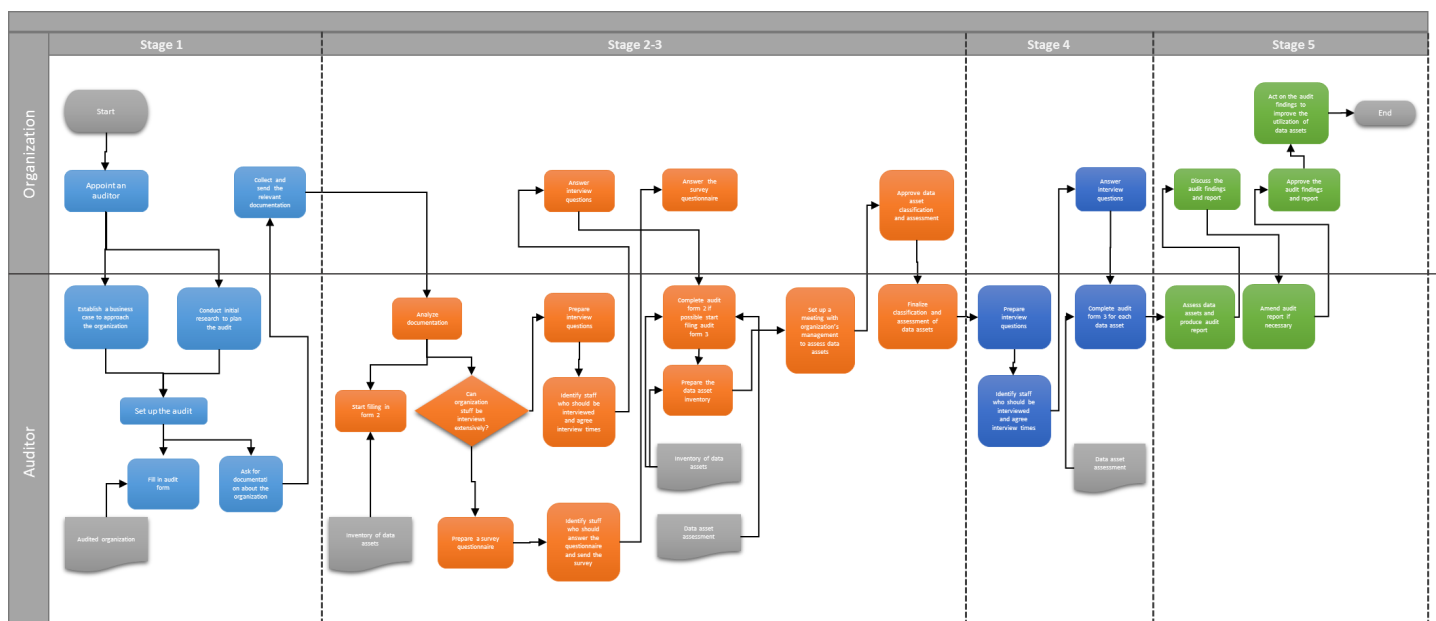 Stage 1
Stage 2-3
Stage 4
Stage 5
Organization
Start
Appoint an
auditor
Collect and
send the
relevant
documentation
Answer
interview
questions
Answer the
survey
questionnaire
Approve data
asset
classification
and assessment
Answer
interview
questions
Discuss the
audit findings
and report
Approve the
audit findings
and report
Act on the audit
findings to
improve the
utilization of
data assets
End
Auditor
Establish a business
case to approach
the organization
Conduct initial
research to plan
the audit
Set up the audit
Fill in audit
form
Ask for
documentati
on about the
organization
Audited organization
Analyze
documentation
Start filling in
form 2
Inventory of data
assets
Can
organization
stuff be
interviews
extensively?
Prepare a survey
questionnaire
Prepare
interview
questions
Identify staff
who should be
interviewed
and agree
interview times
Identify staff
who should
answer the
questionnaire
and send the
survey
Complete audit
form 2 if
possible start
filing audit
form 3
Prepare the
data asset
inventory
Inventory of data
assets
Data asset
assessment
Set up a
meeting with
organization's
management
to assess data
assets
Finalize
classification and
assessment of
data assets
Prepare
interview
questions
Identify staff
who should be
interviewed
and agree
interview times
Complete audit
form 3 for each
data asset
Data asset
assessment
Assess data
assets and
produce audit
report
Amend audit
report if
necessary